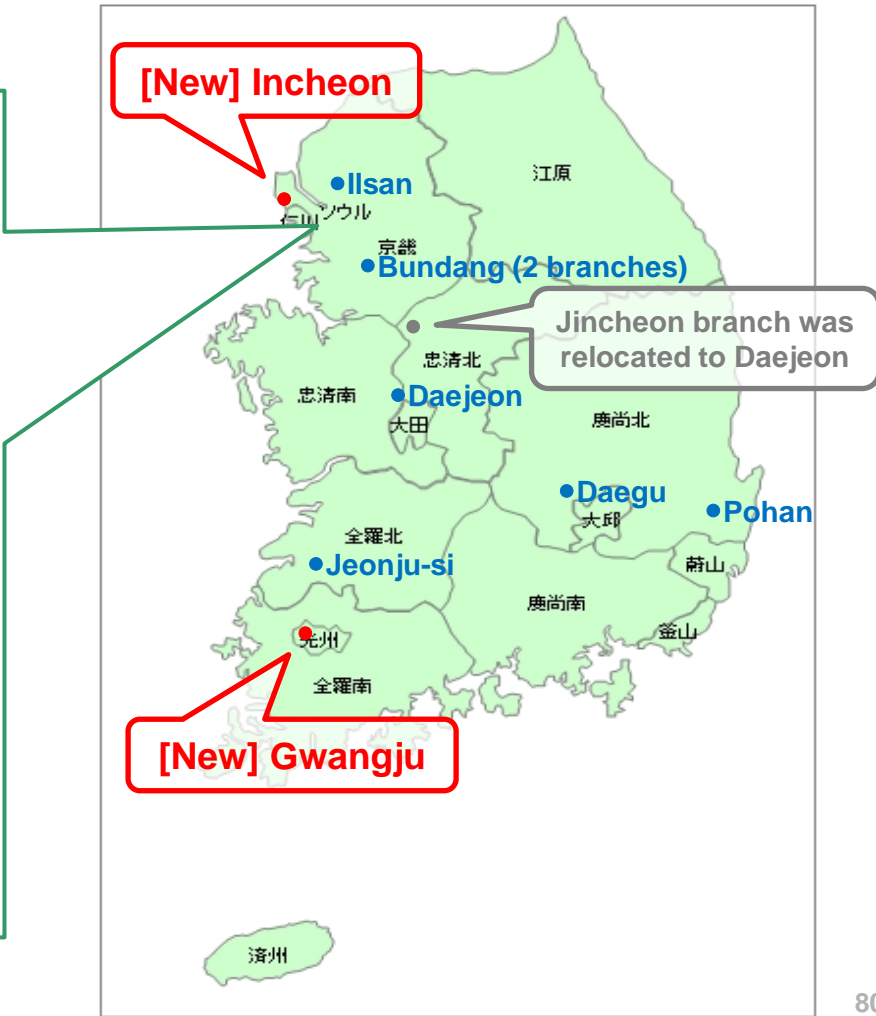 [New] Incheon
江原
Ilsan
ソウル
仁川
京畿
Bundang (2 branches)
Jincheon branch was
relocated to Daejeon
忠清北
忠清南
Daejeon
大田
慶尚北
Daegu
Pohan
大邱
全羅北
Jeonju-si
蔚山
慶尚南
釜山
光州
全羅南
[New] Gwangju
済州
80